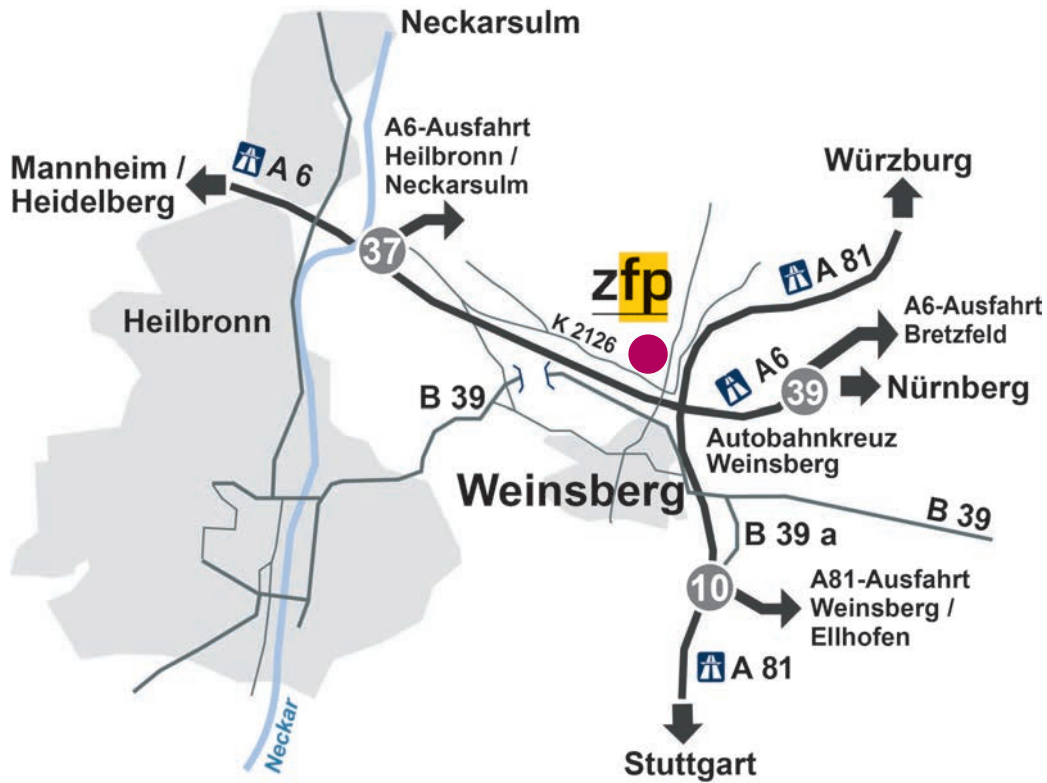 Neckarsulm
A6-Ausfahrt
Heilbronn /
Neckarsulm
Mannheim /
Heidelberg
A 6
37
Würzburg
A 81
zfp
K 2126
A6-Ausfahrt
Bretzfeld
Heilbronn
A6
39
Nürnberg
B 39
Autobahnkreuz
Weinsberg
Weinsberg
B 39
B 39 a
10
A81-Ausfahrt
Weinsberg /
Ellhofen
A 81
Neckar
Stuttgart